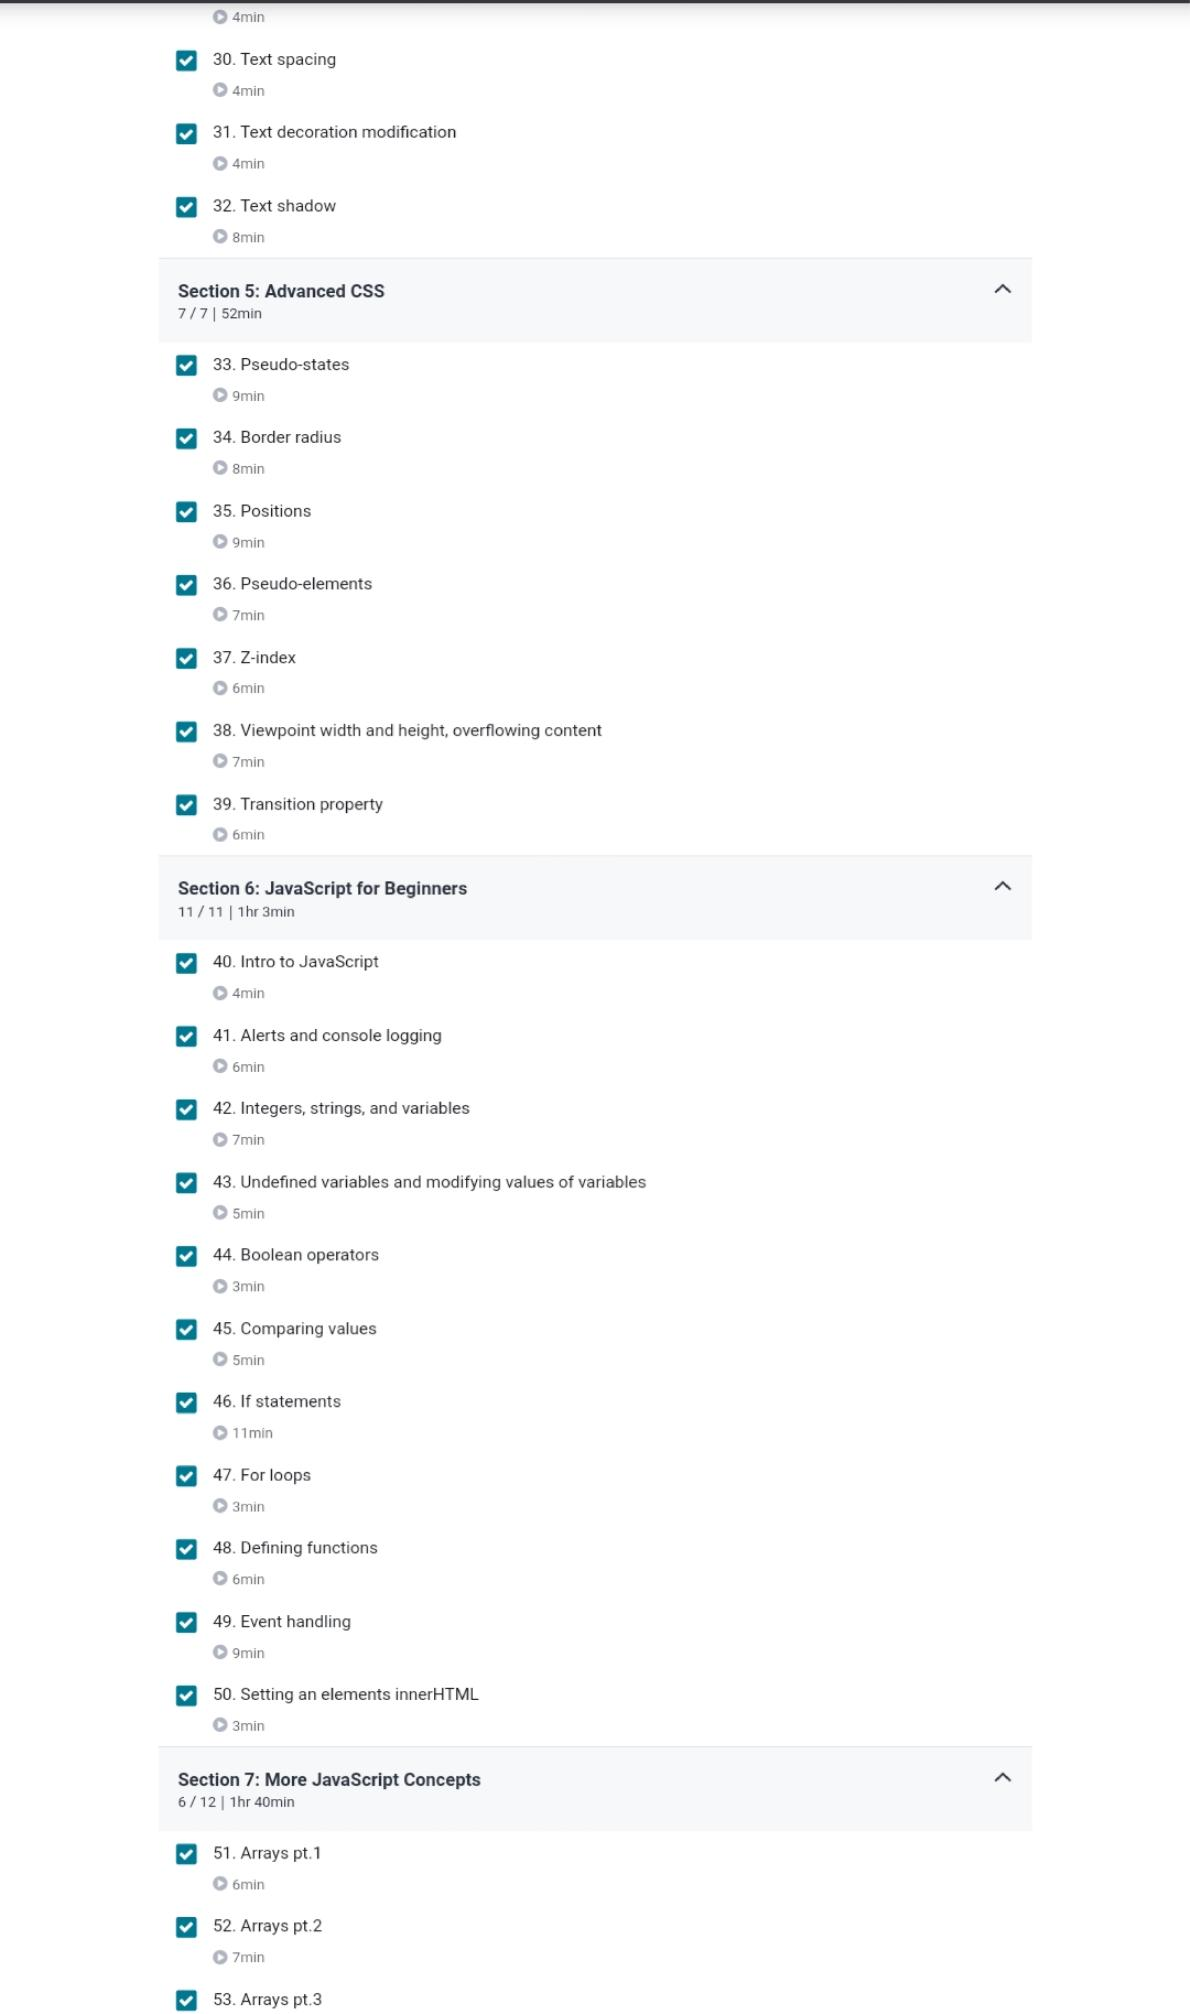 4min
30. Text spacing
4min
31. Text decoration modification
4min
32. Text shadow
8min
Section 5: Advanced CSS
7 / 7 | 52min
33. Pseudo-states
9min
34. Border radius
8min
35. Positions
9min
36. Pseudo-elements
7min
37. Z-index
6min
38. Viewpoint width and height, overflowing content
7min
39. Transition property
6min
Section 6: JavaScript for Beginners
11 / 11 | 1hr 3min
40. Intro to JavaScript
4min
41. Alerts and console logging
6min
42. Integers, strings, and variables
7min
43. Undefined variables and modifying values of variables
5min
44. Boolean operators
3min
45. Comparing values
5min
46. If statements
11min
47. For loops
3min
48. Defining functions
6min
49. Event handling
9min
50. Setting an elements innerHTML
3min
Section 7: More JavaScript Concepts
6 / 12 | 1hr 40min
51. Arrays pt.1
6min
52. Arrays pt.2
7min
53. Arrays pt.3